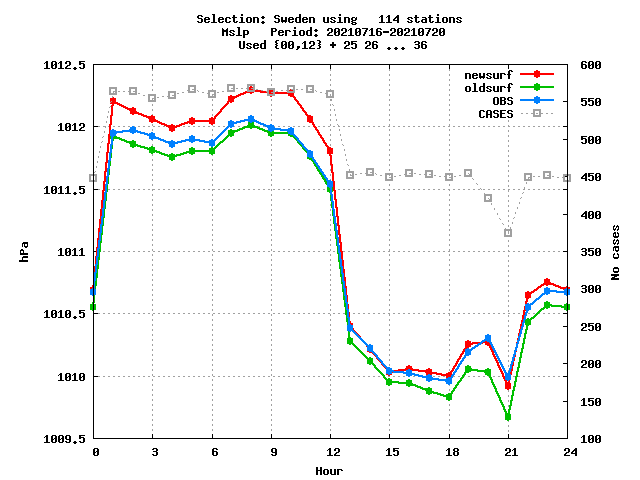 Selection: Sweden using   114 stations
Mslp   Period: 20210716-20210720
Used {00,12} + 25 26 ... 36
newsurf
oldsurf
OBS
CASES
1012.5
1012
1011.5
1011
1010.5
1010
1009.5
hPa
600
550
500
450
400
350
300
250
200
150
100
No cases
0 3 6 9 12 15 18 21 24
Hour